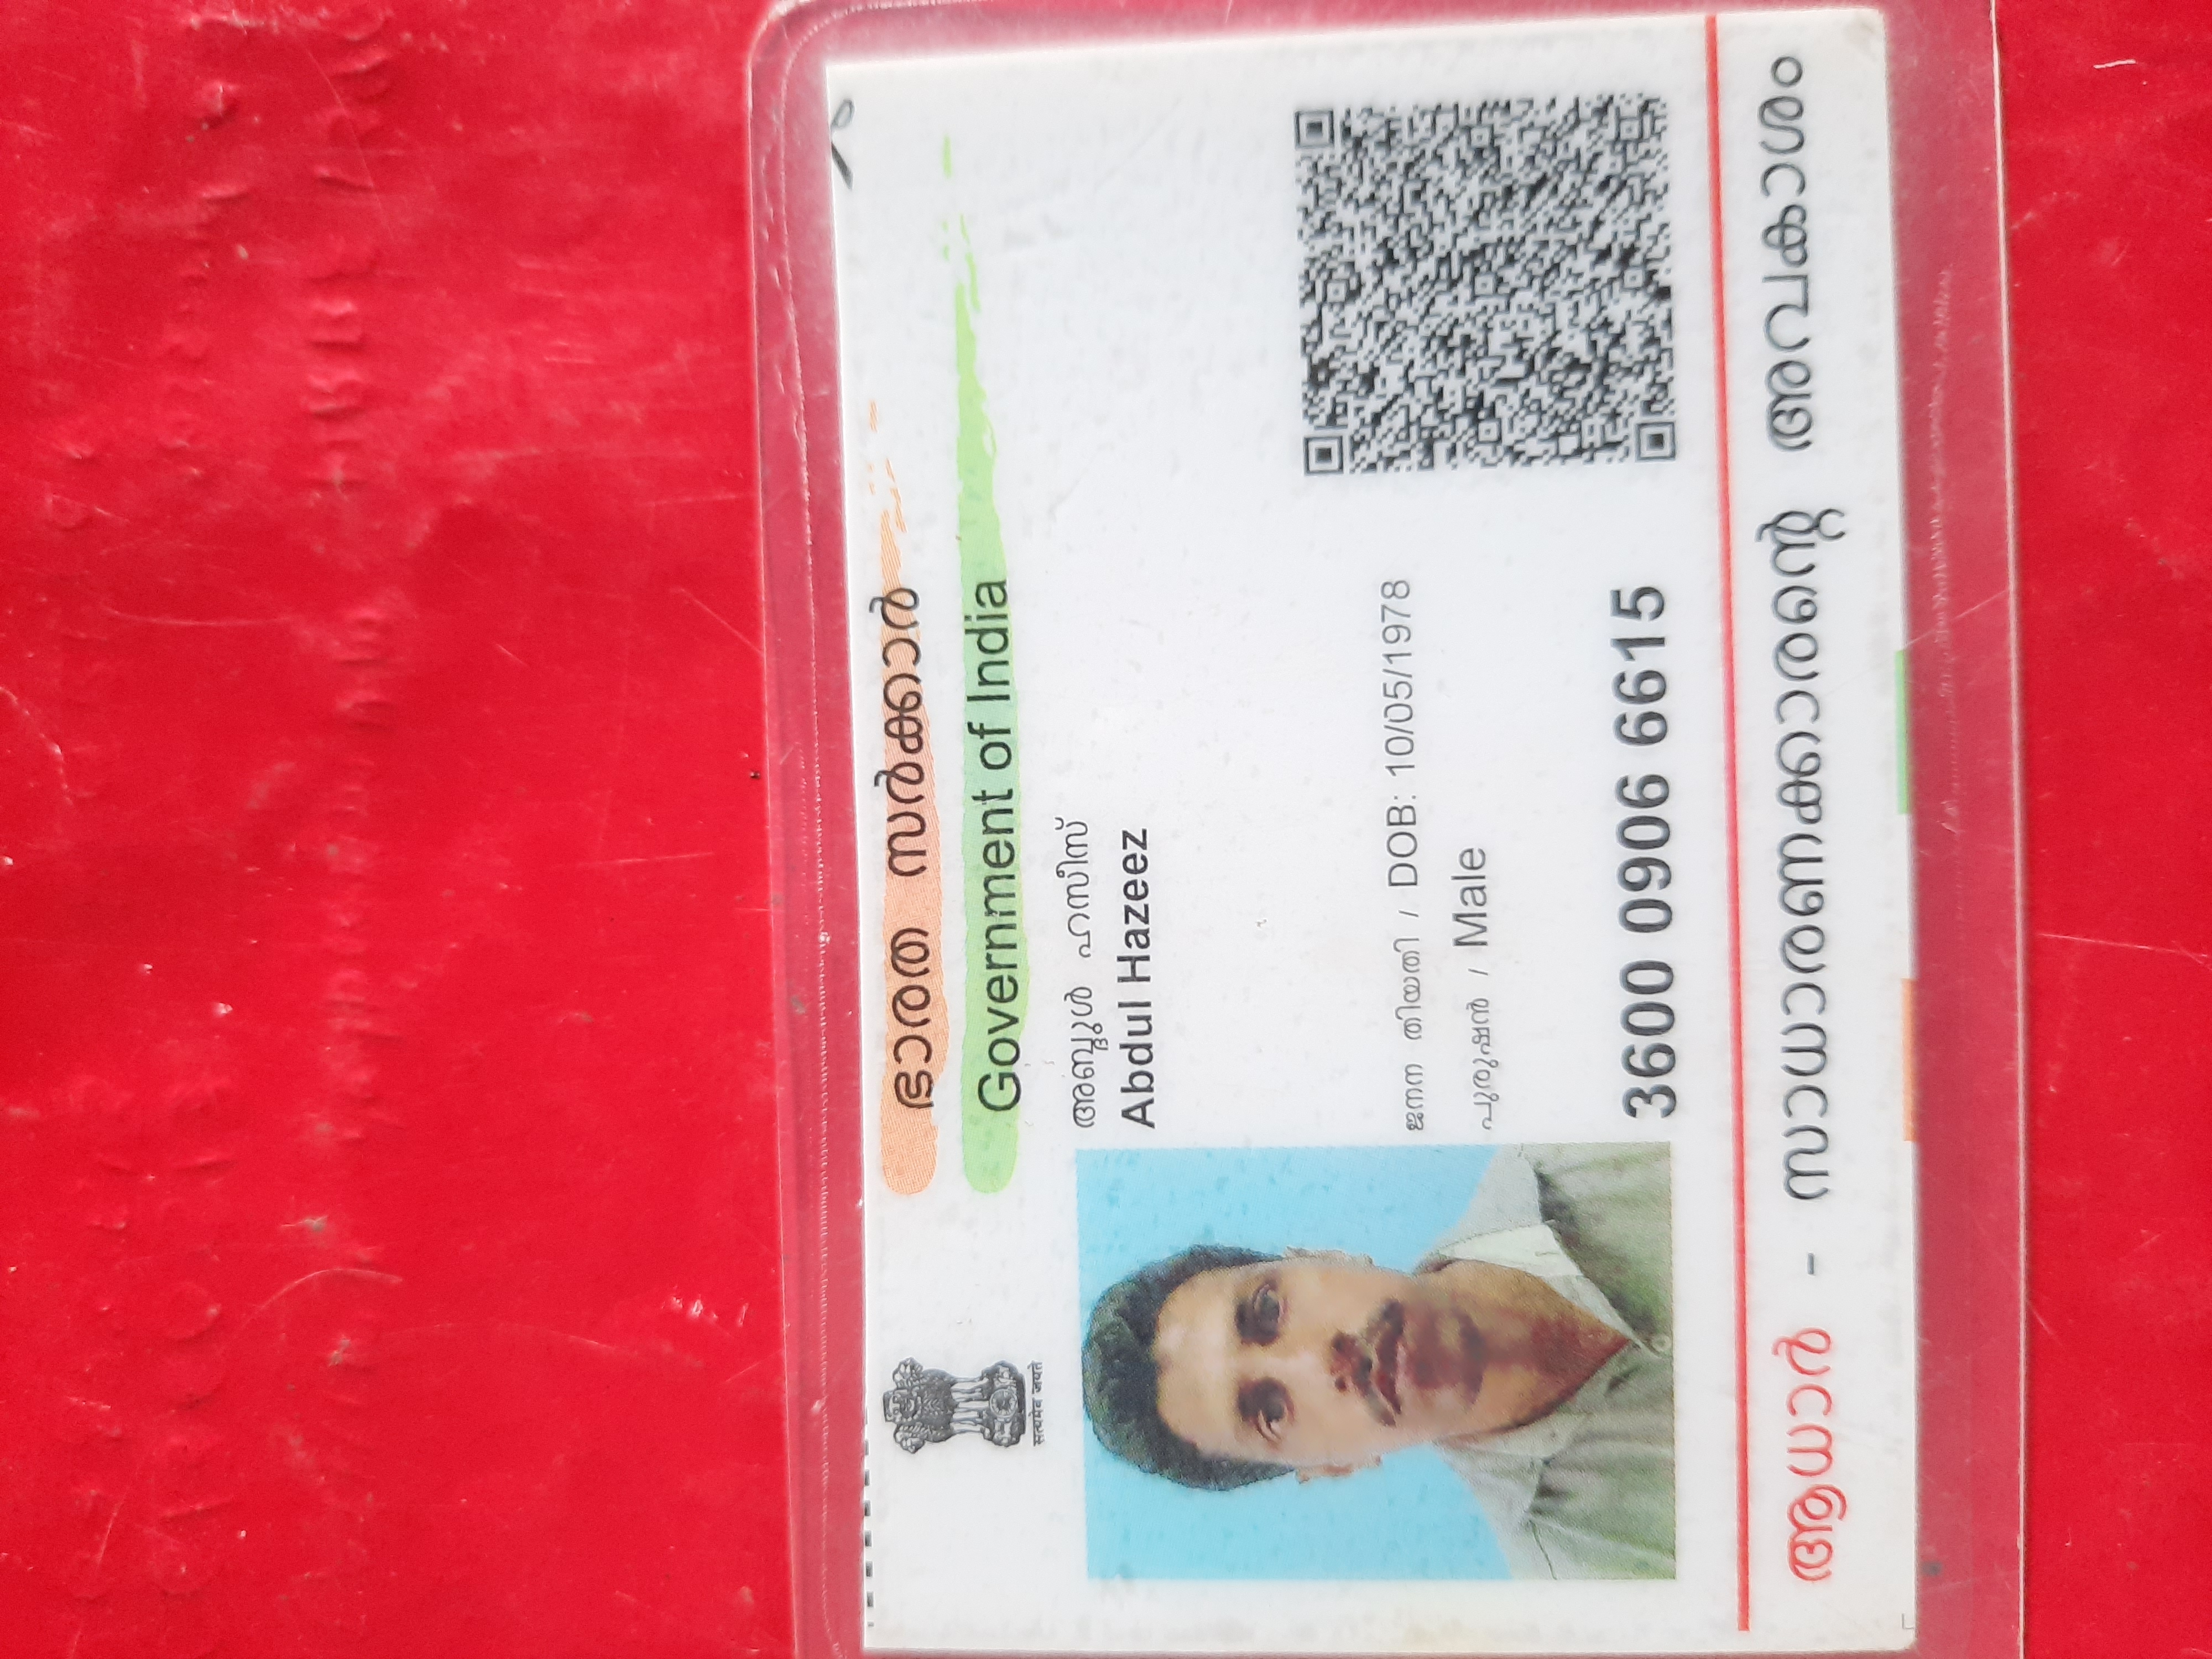 ഭാരത സർക്കാർ
Government of India
सत्यमेव जयते
അബ്ദുൾ ഹസീസ്
Abdul Hazeez
ജനന തിയതി / DOB: 10/05/1978
പുരുഷൻ / Male
3600 0906 6615
ആധാർ - സാധാരണക്കാരന്റെ അവകാശം